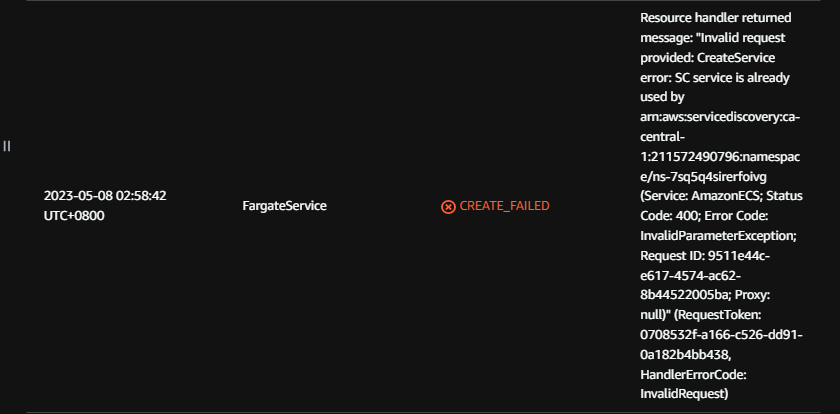 Resource handler returned
message: "Invalid request
provided: CreateService
error: SC service is already
used by
arn:aws:servicediscovery:ca-
central-
1:211572490796:namespac
e/ns-7sq5q4sirerfoivg
(Service: AmazonECS; Status
Code: 400; Error Code:
InvalidParameterException;
Request ID: 9511e44c-
e617-4574-ac62-
8b44522005ba; Proxy:
null)" (RequestToken:
0708532f-a166-c526-dd91-
0a182b4bb438,
HandlerErrorCode:
InvalidRequest)
2023-05-08 02:58:42
UTC+0800
FargateService
CREATE_FAILED